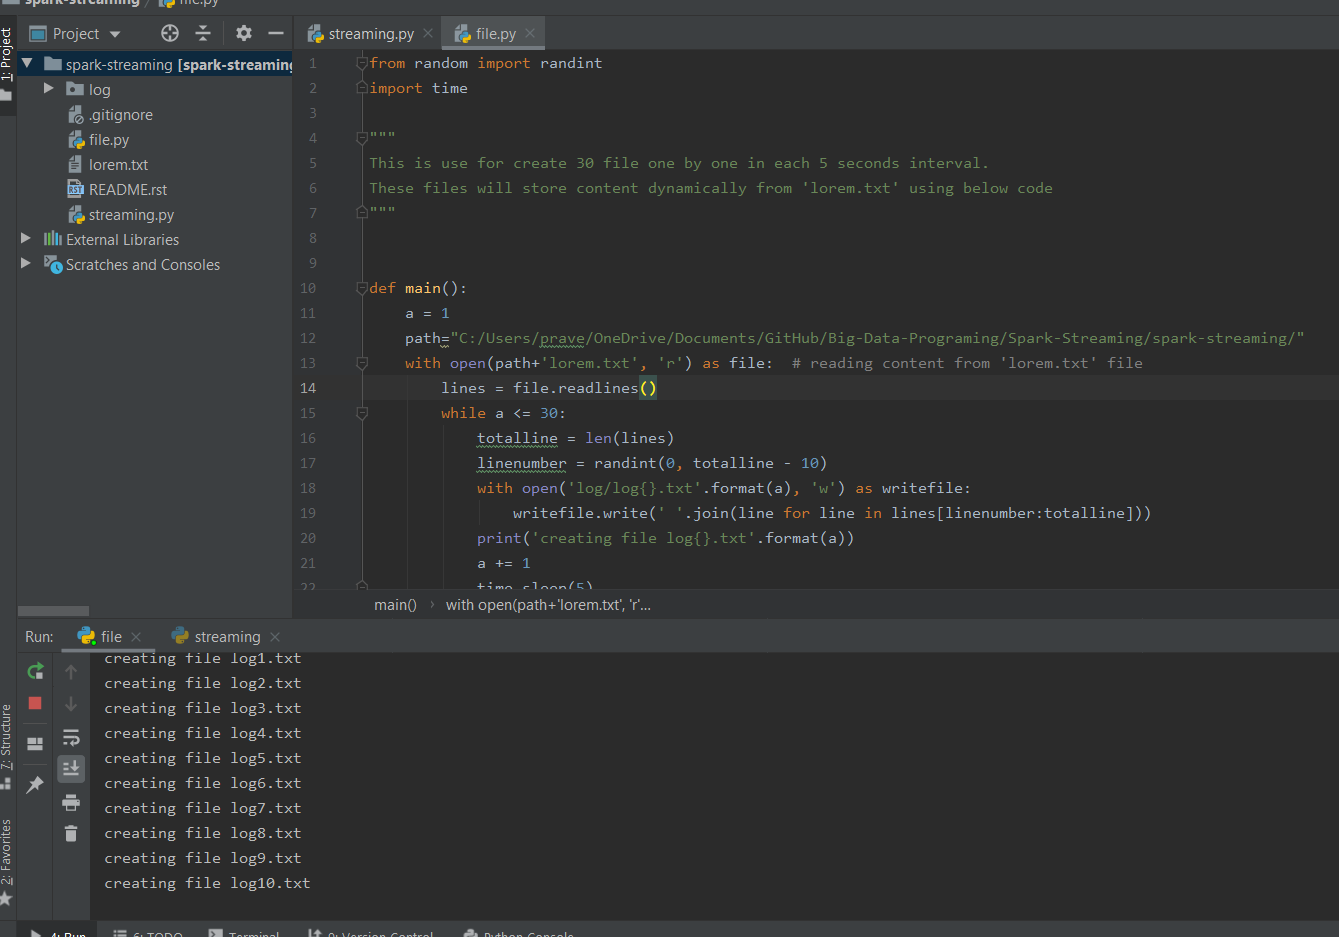 spark-streaming file.py
Project
streaming.py
file.py
1: Project
spark-streaming [spark-streaming
log
.gitignore
file.py
lorem.txt
README.rst
streaming.py
External Libraries
Scratches and Consoles
1 from random import randint
2 import time
3
4 """
5 This is use for create 30 file one by one in each 5 seconds interval.
6 These files will store content dynamically from 'lorem.txt' using below code
7 """
8
9
10 def main():
11 a = 1
12 path="C:/Users/prave/OneDrive/Documents/GitHub/Big-Data-Programing/Spark-Streaming/spark-streaming/"
13 with open(path+'lorem.txt', 'r') as file: # reading content from 'lorem.txt' file
14 lines = file.readlines()
15 while a <= 30:
16 totalline = len(lines)
17 linenumber = randint(0, totalline - 10)
18 with open('log/log{}.txt'.format(a), 'w') as writefile:
19 writefile.write(' '.join(line for line in lines[linenumber:totalline]))
20 print('creating file log{}.txt'.format(a))
21 a += 1
22 time.sleep(5)
main() › with open(path+'lorem.txt', 'r'...
Run: file streaming
creating file log1.txt
creating file log2.txt
creating file log3.txt
creating file log4.txt
creating file log5.txt
creating file log6.txt
creating file log7.txt
creating file log8.txt
creating file log9.txt
creating file log10.txt
7: Structure
2: Favorites
4: Run 6: TODO Terminal 9: Version Control Python Console